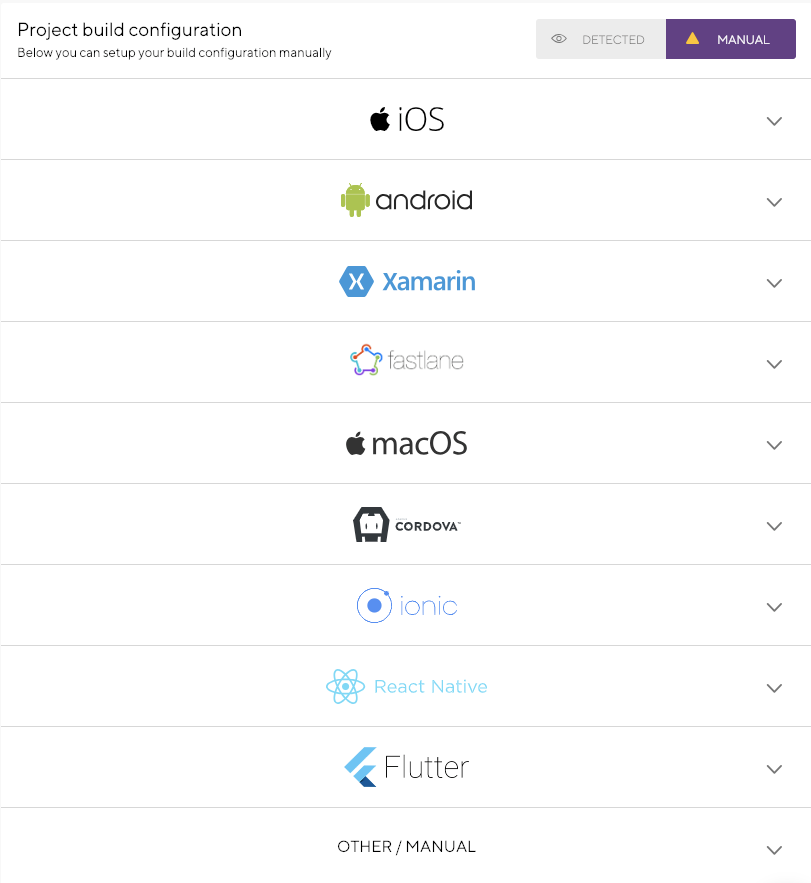 Project build configuration
Below you can setup your build configuration manually
DETECTED
MANUAL
iOS
android
Xamarin
fastlane
macOS
CORDOVA™
ionic
React Native
Flutter
OTHER / MANUAL